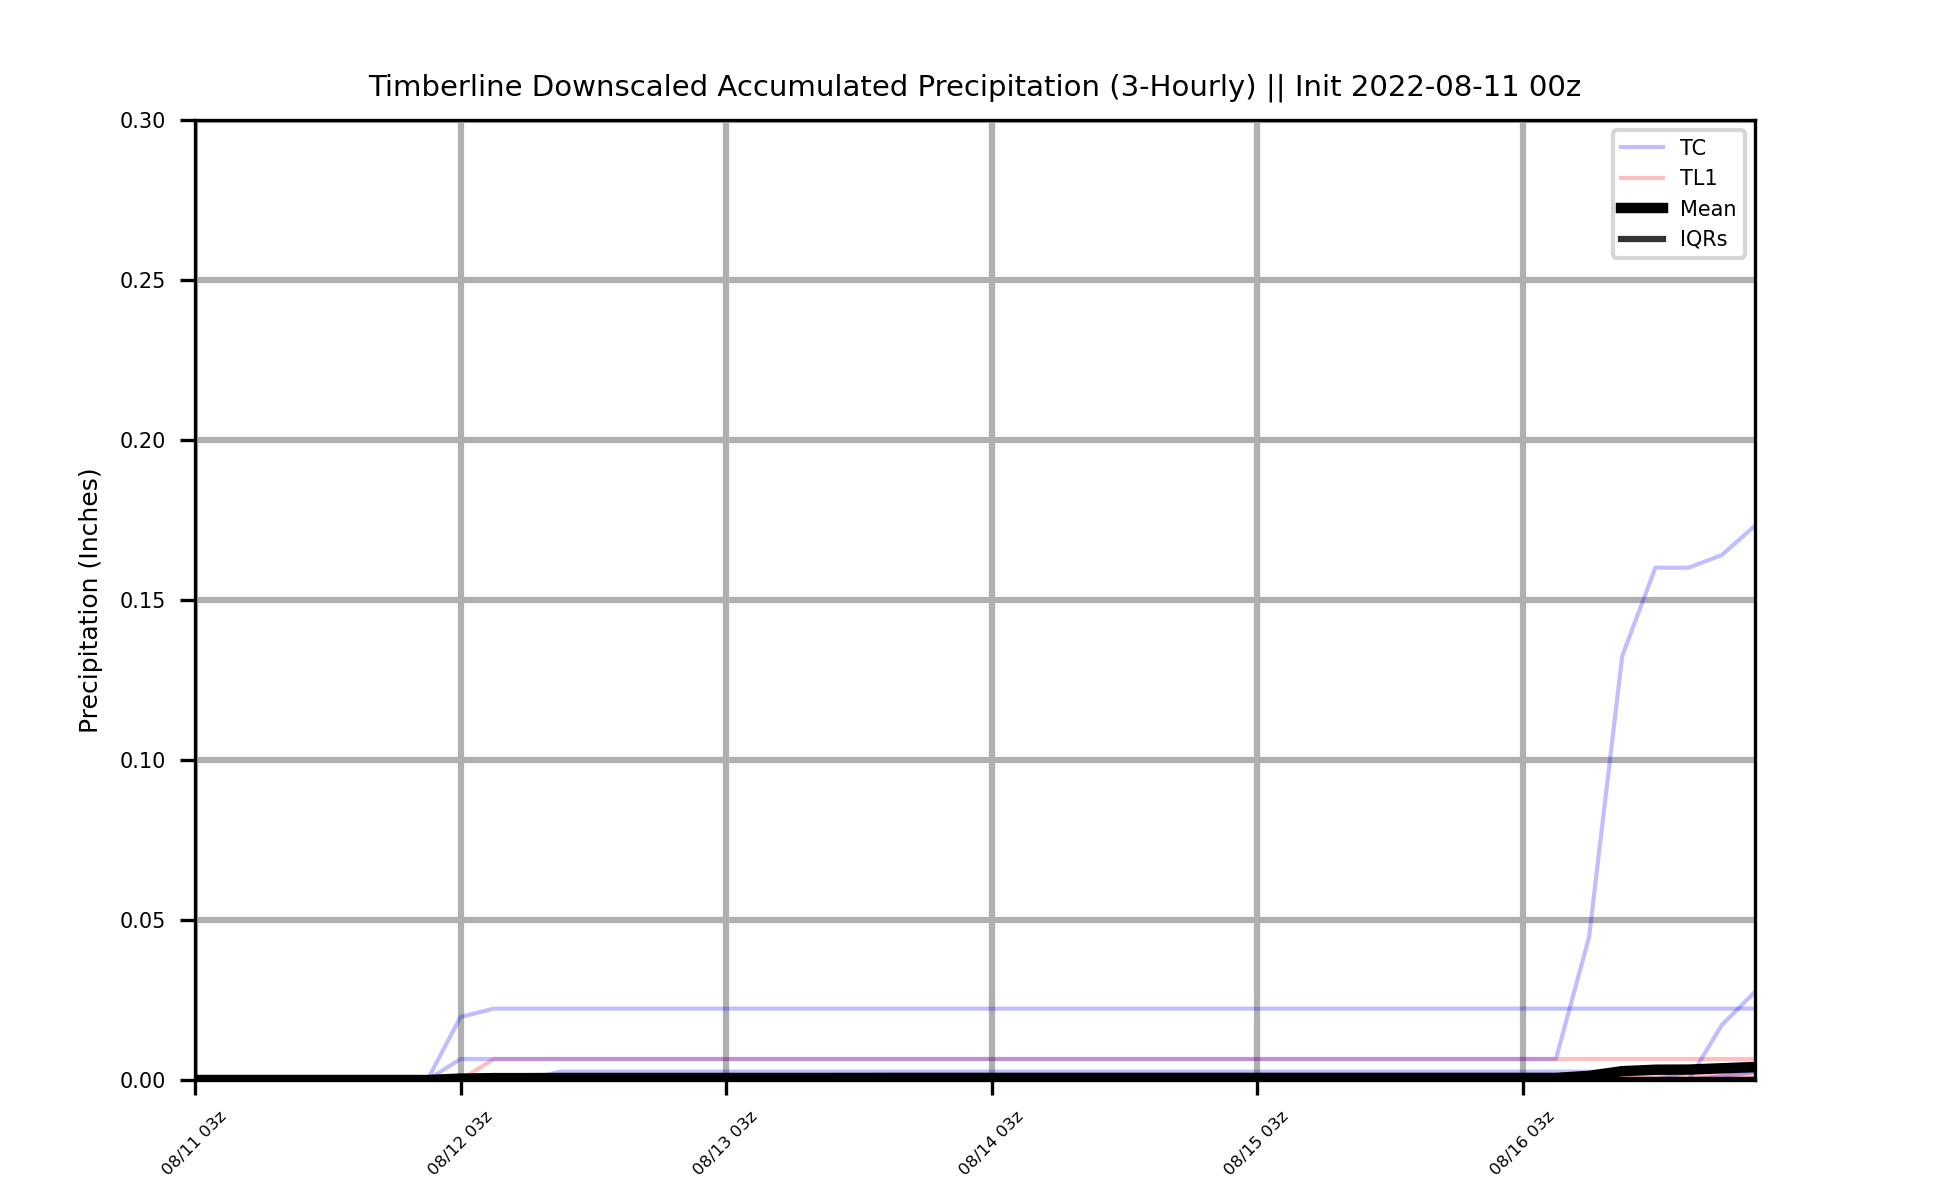 Timberline Downscaled Accumulated Precipitation (3-Hourly) || Init 2022-08-11 00z
0.30
0.25
0.20
0.15
0.10
0.05
0.00
Precipitation (Inches)
TC
TL1
Mean
IQRs
08/11 03z
08/12 03z
08/13 03z
08/14 03z
08/15 03z
08/16 03z